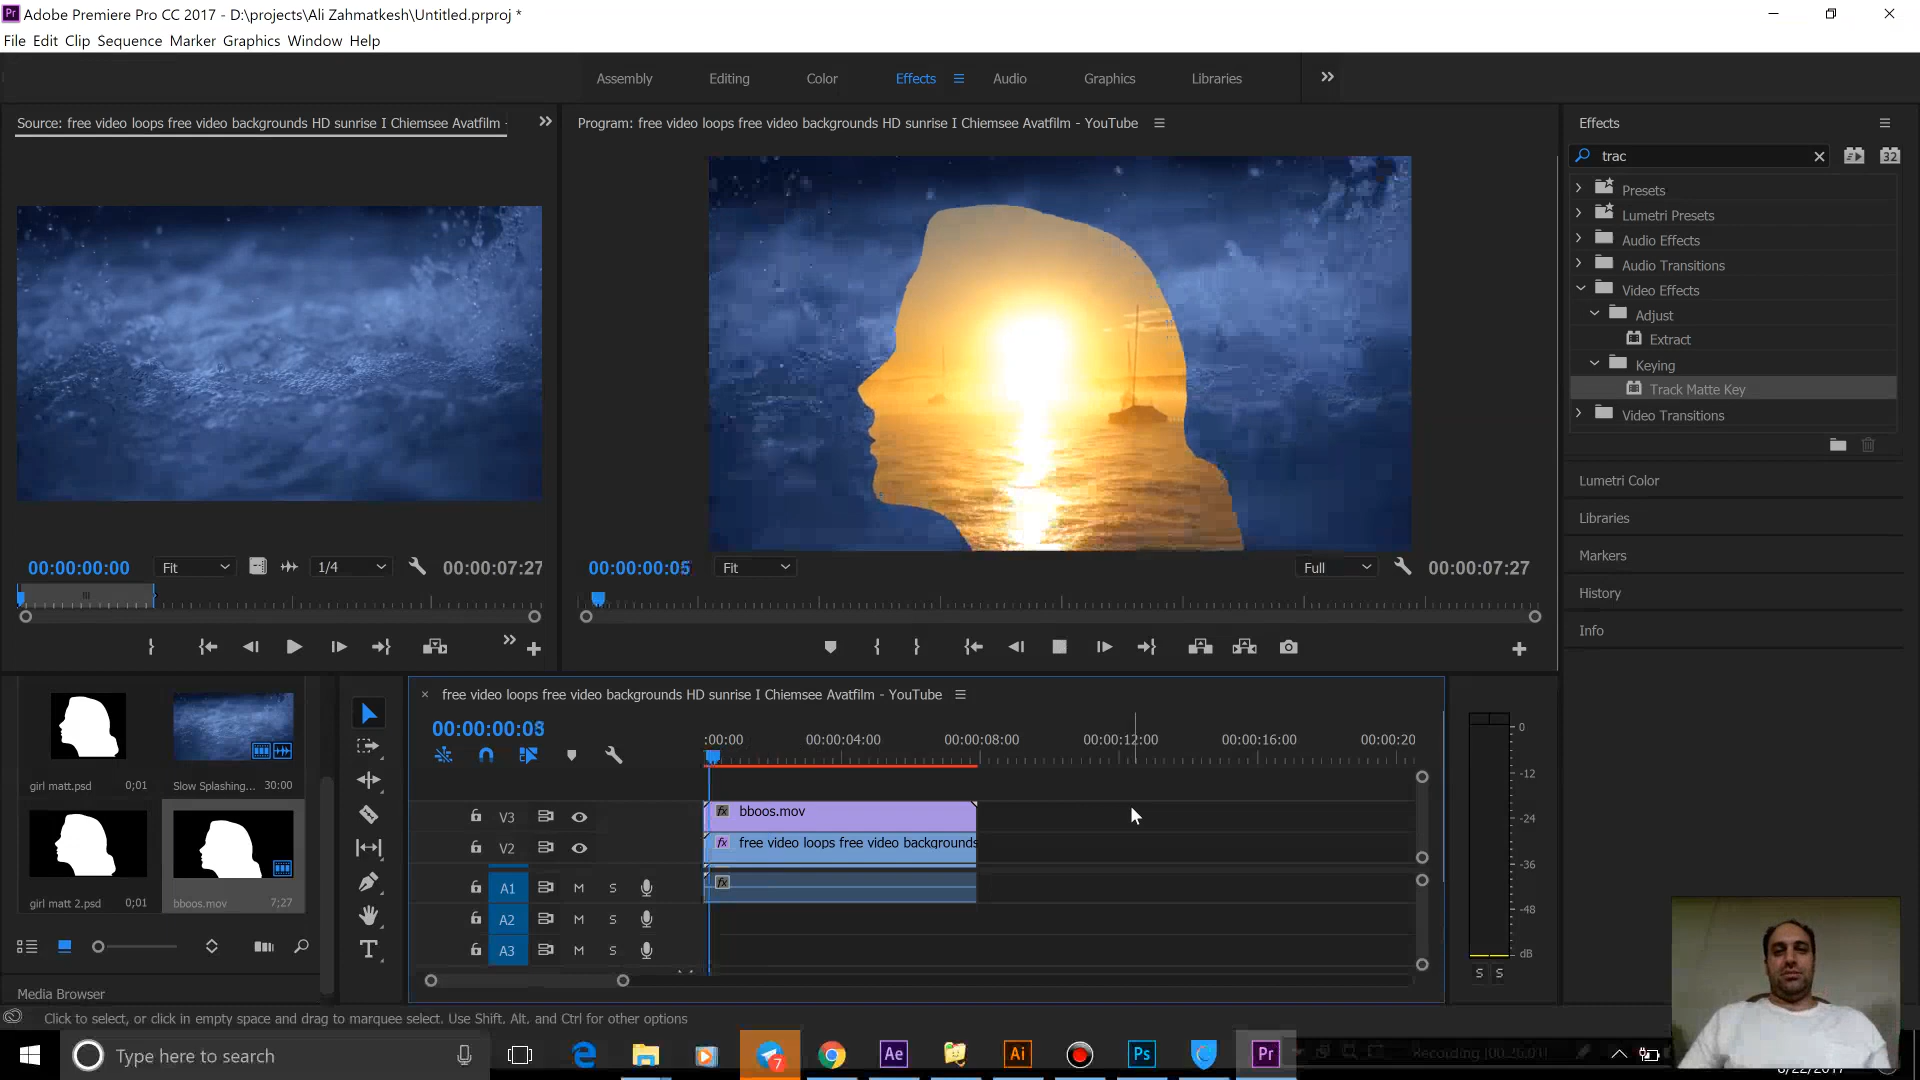 Pr Adobe Premiere Pro CC 2017 - D:\projects\Ali Zahmatkesh\Untitled.prproj *
File Edit Clip Sequence Marker Graphics Window Help
Assembly Editing Color Effects Audio Graphics Libraries
Source: free video loops free video backgrounds HD sunrise I Chiemsee Avatfilm -
Program: free video loops free video backgrounds HD sunrise I Chiemsee Avatfilm - YouTube
Effects
trac
32
Presets
Lumetri Presets
Audio Effects
Audio Transitions
Video Effects
Adjust
Extract
Keying
Track Matte Key
Video Transitions
Lumetri Color
Libraries
Markers
History
Info
00:00:00:00 Fit 1/4 00:00:07:27
00:00:00:05 Fit Full 00:00:07:27
girl matt.psd 0;01
Slow Splashing... 30:00
girl matt 2.psd 0;01
bboos.mov 7;27
Media Browser
× free video loops free video backgrounds HD sunrise I Chiemsee Avatfilm - YouTube
:00:00 00:00:04:00 00:00:08:00 00:00:12:00 00:00:16:00 00:00:20
V3 fx bboos.mov
V2 fx free video loops free video backgrounds
A1 M S fx
A2 M S
A3 M S
0
-12
-24
-36
-48
dB
S S
Click to select, or click in empty space and drag to marquee select. Use Shift, Alt, and Ctrl for other options
Type here to search
7
Ae
Ai
Ps
Pr